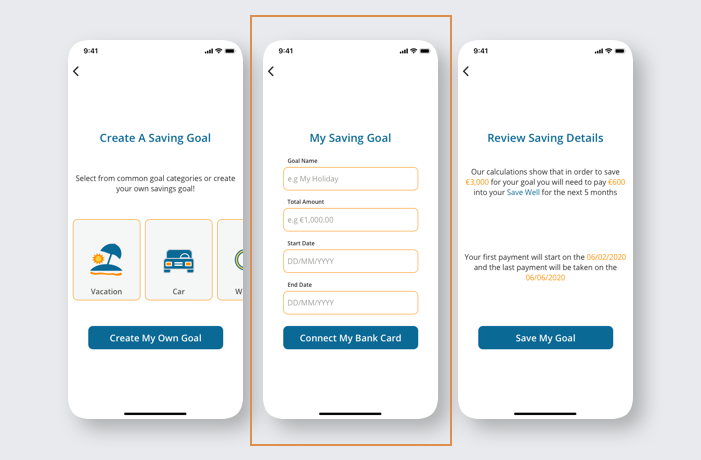 9:41
Create A Saving Goal
Select from common goal categories or create
your own savings goal!
Vacation
Car
W
Create My Own Goal
9:41
My Saving Goal
Goal Name
e.g My Holiday
Total Amount
e.g €1,000.00
Start Date
DD/MM/YYYY
End Date
DD/MM/YYYY
Connect My Bank Card
9:41
Review Saving Details
Our calculations show that in order to save
€3,000 for your goal you will need to pay €600
into your Save Well for the next 5 months
Your first payment will start on the 06/02/2020
and the last payment will be taken on the
06/06/2020
Save My Goal